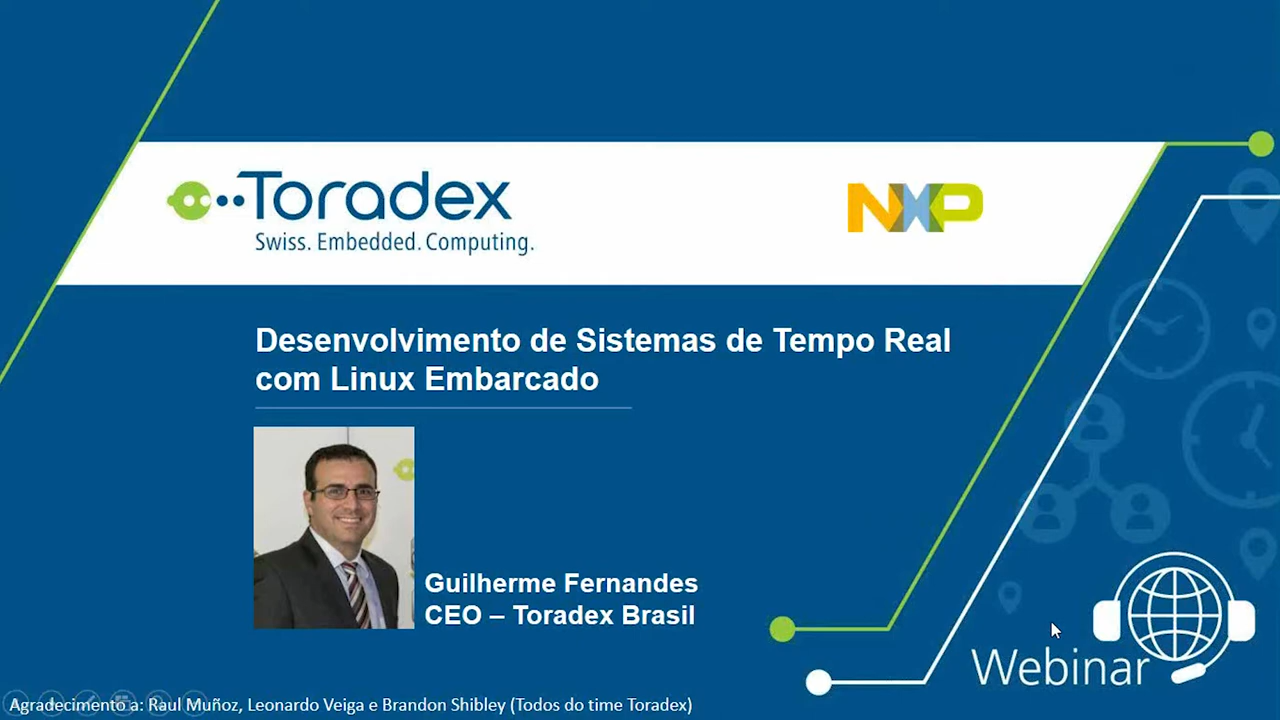 Toradex
Swiss. Embedded. Computing.
NXP
Desenvolvimento de Sistemas de Tempo Real
com Linux Embarcado
Guilherme Fernandes
CEO – Toradex Brasil
Webinar
Agradecimento a: Raul Muñoz, Leonardo Veiga e Brandon Shibley (Todos do time Toradex)